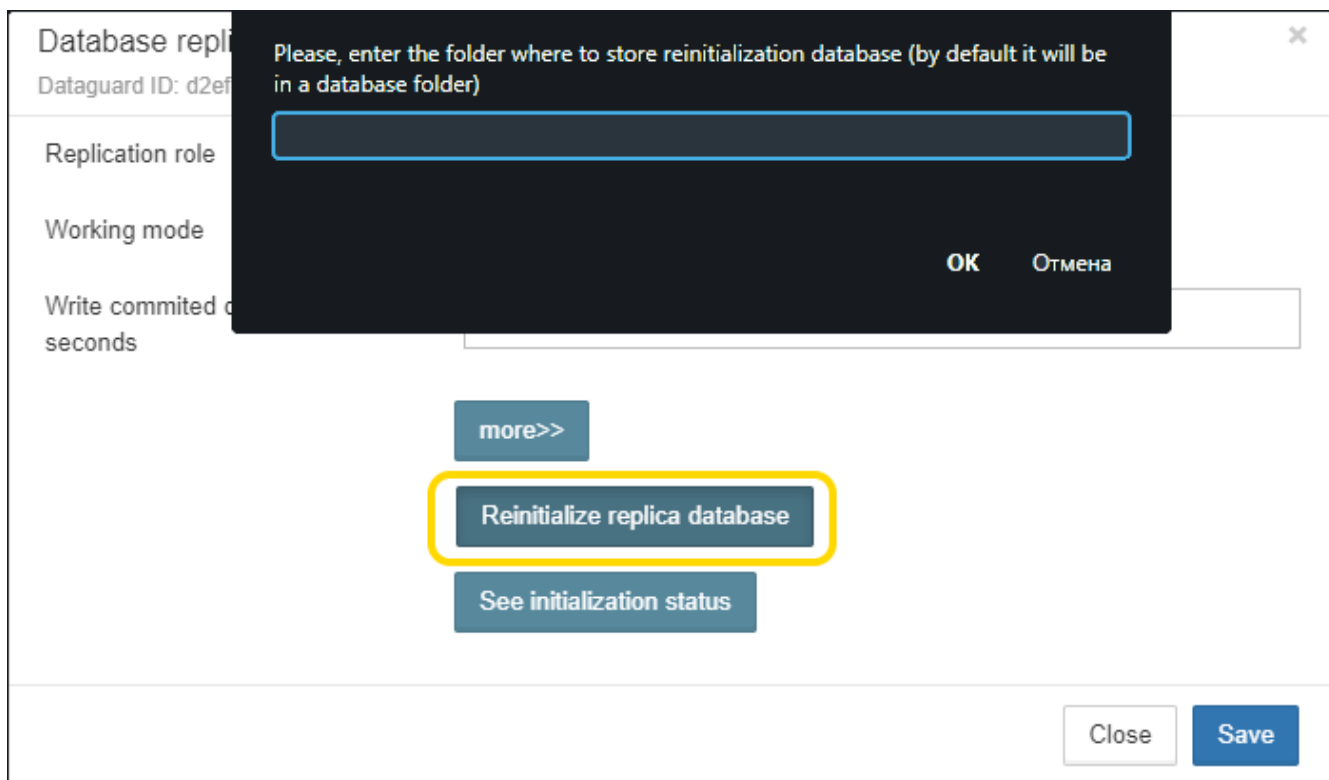 Database repli
Dataguard ID: d2ef
Please, enter the folder where to store reinitialization database (by default it will be
in a database folder)
OK
Отмена
Replication role
Working mode
Write commited
seconds
more>>
Reinitialize replica database
See initialization status
Close
Save